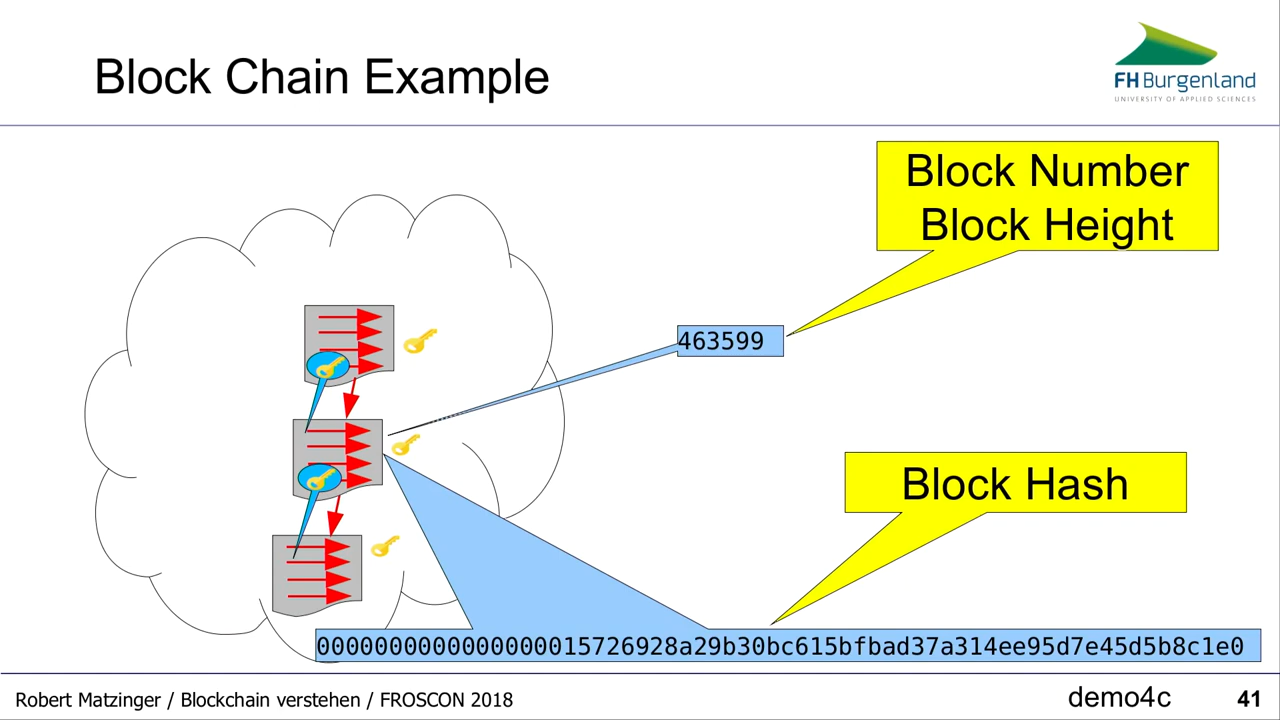 Block Chain Example
FH Burgenland
UNIVERSITY OF APPLIED SCIENCES
Block Number
Block Height
463599
Block Hash
0000000000000000015726928a29b30bc615bfbad37a314ee95d7e45d5b8c1e0
Robert Matzinger / Blockchain verstehen / FROSCON 2018
demo4c
41